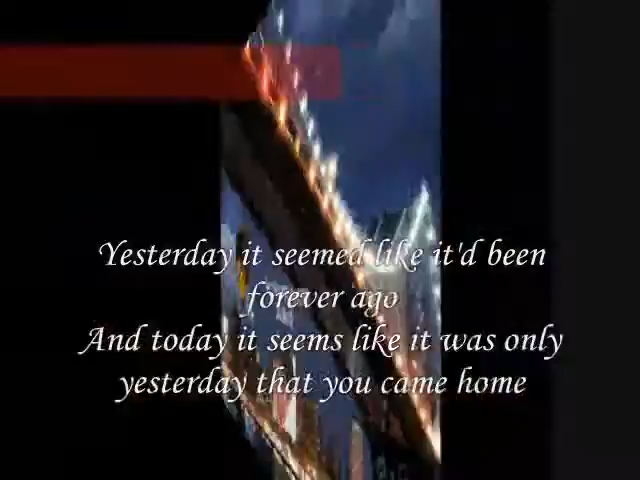 Yesterday it seemed like it'd been
forever ago
And today it seems like it was only
yesterday that you came home